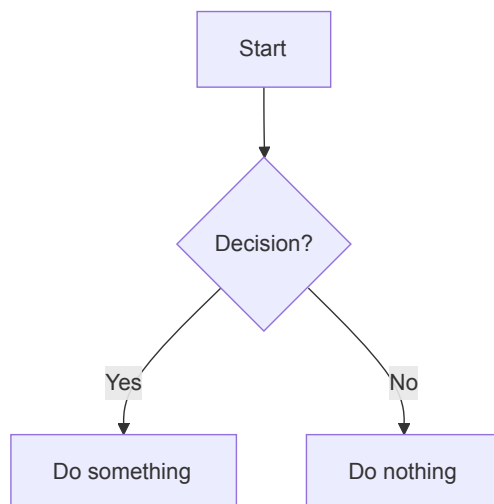 Start
Decision?
Yes
No
Do something
Do nothing